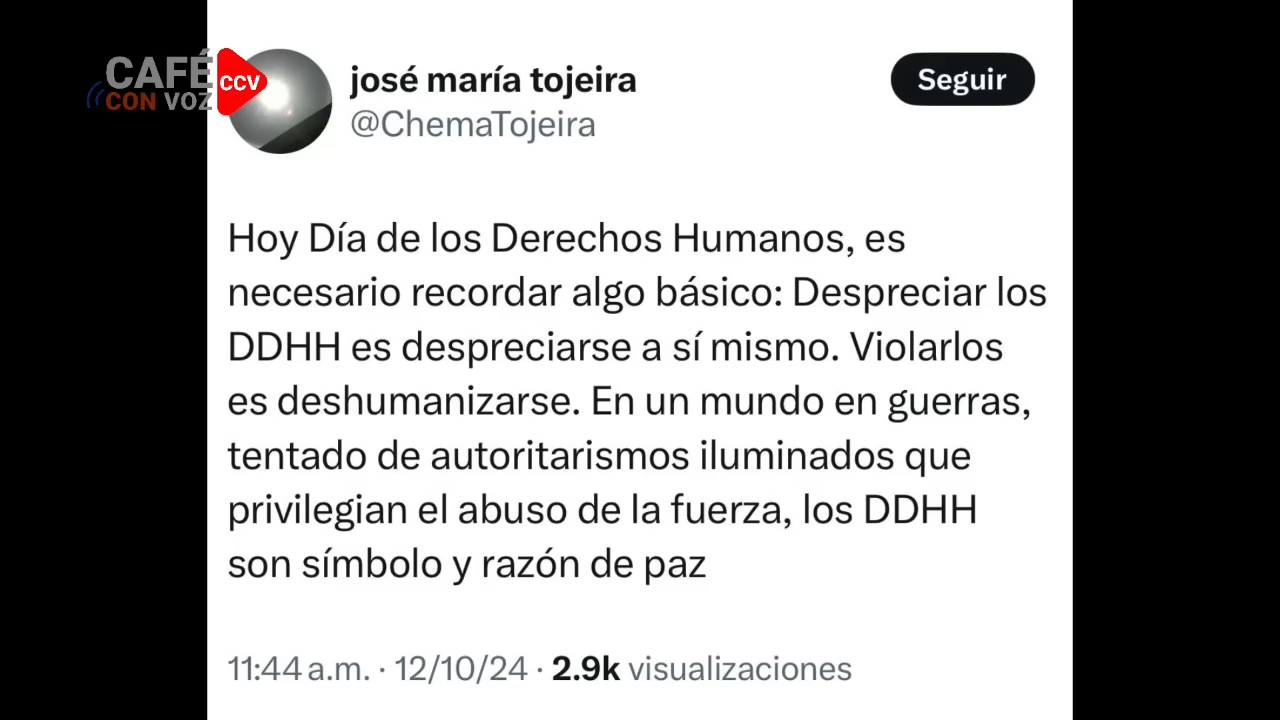 CAFÉ
CON VOZ
CCV
josé maría tojeira
@ChemaTojeira
Seguir
Hoy Día de los Derechos Humanos, es
necesario recordar algo básico: Despreciar los
DDHH es despreciarse a sí mismo. Violarlos
es deshumanizarse. En un mundo en guerras,
tentado de autoritarismos iluminados que
privilegian el abuso de la fuerza, los DDHH
son símbolo y razón de paz
11:44 a.m. · 12/10/24 · 2.9k visualizaciones